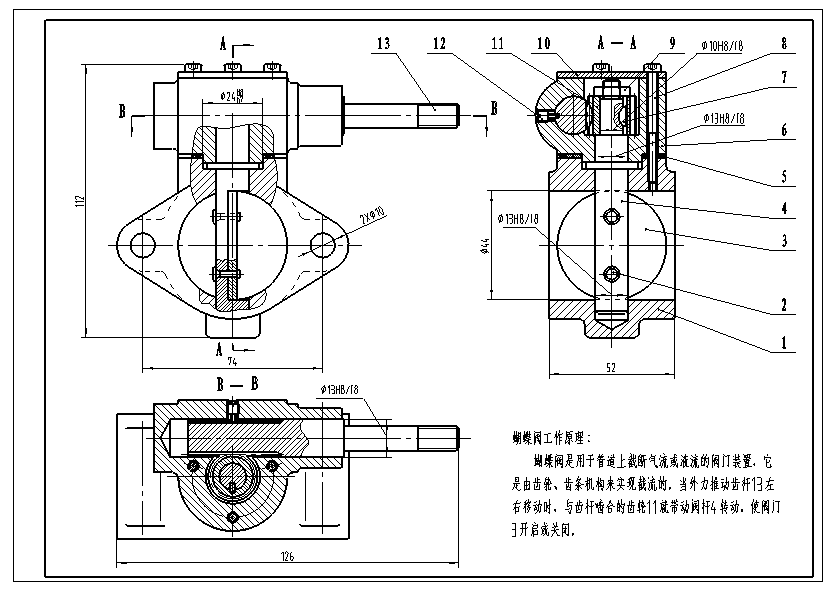 A
13
12
11
10
A — A
9
Φ10H8/f8
8
Φ24H8
B
B
7
Φ13H8/f8
6
5
112
2XΦ10
4
Φ13H8/f8
Φ44
3
2
A
1
74
52
B — B
Φ13H8/f8
126
蝴蝶阀工作原理：
蝴蝶阀是用于管道上截断气流或液流的阀门装置，它
是由齿轮、齿条机构来实现截流的，当外力推动齿杆13左
右移动时，与齿杆啮合的齿轮11就带动阀杆4转动，使阀门
3开启或关闭。